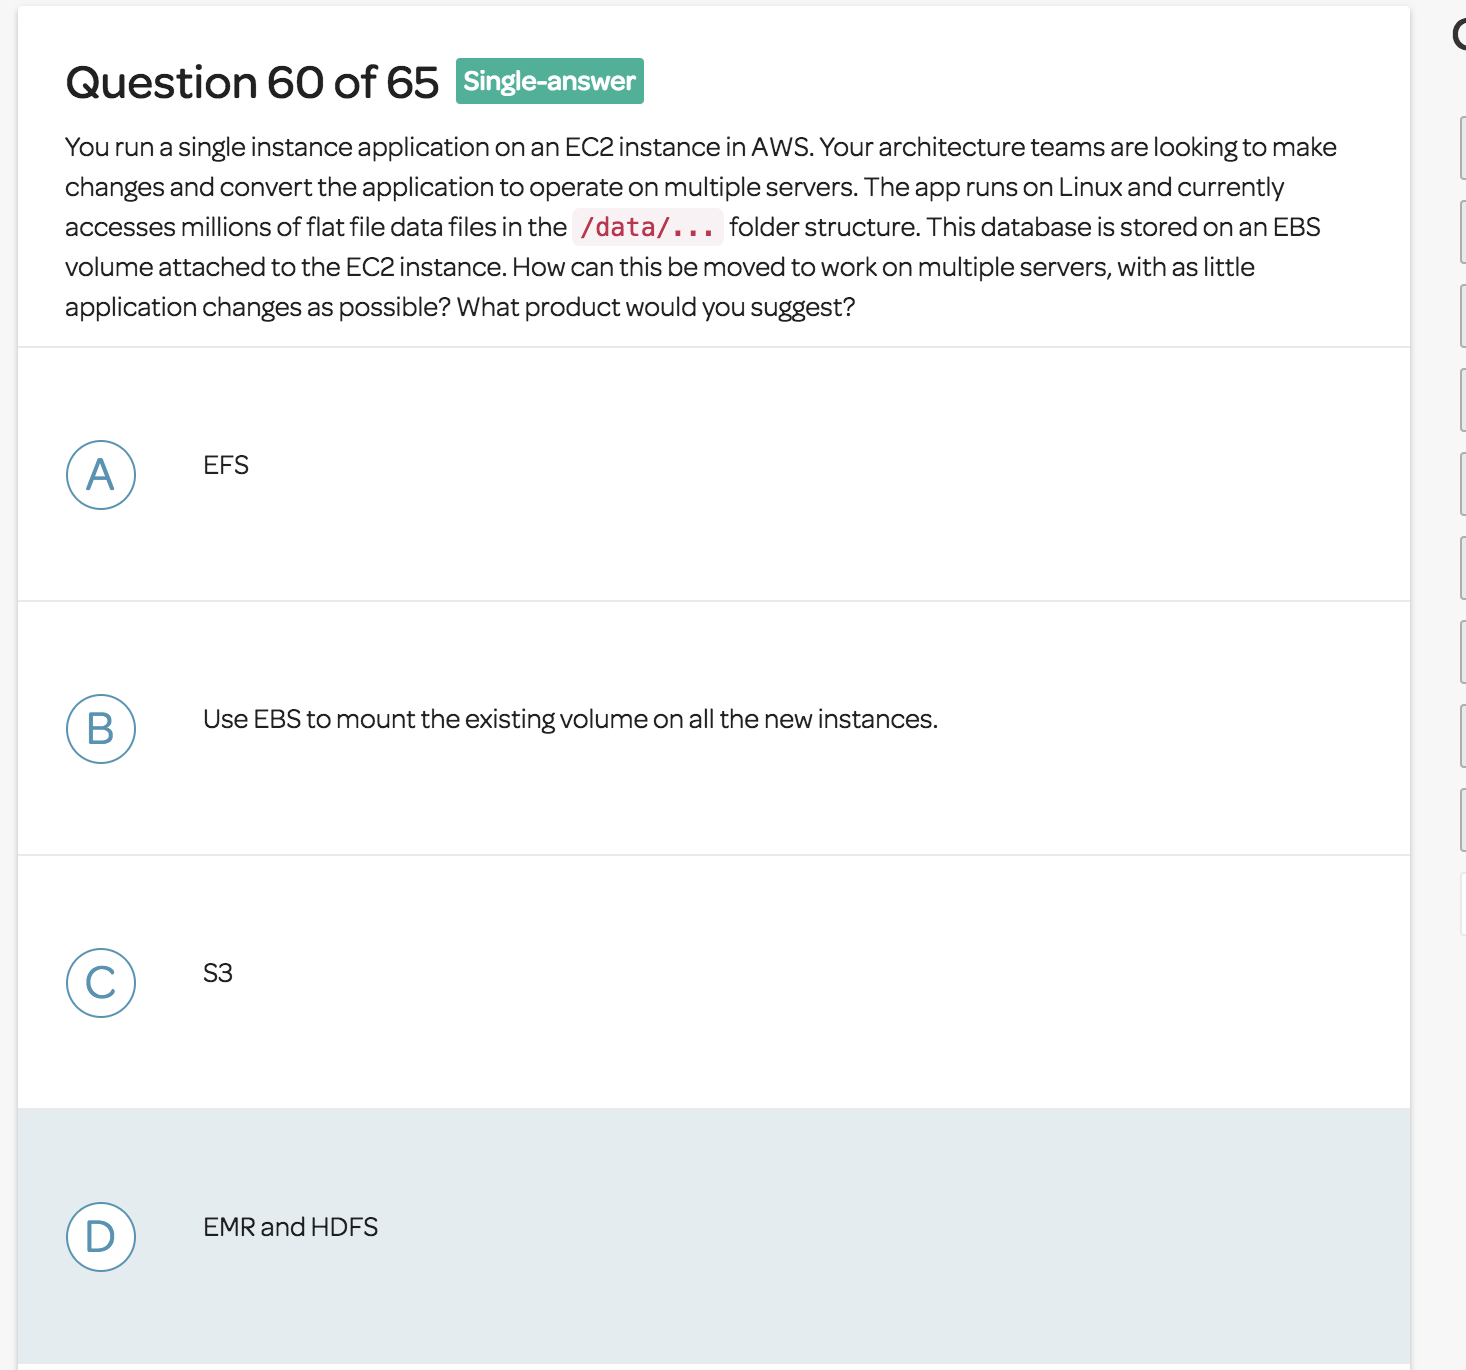 Question 60 of 65 Single-answer
You run a single instance application on an EC2 instance in AWS. Your architecture teams are looking to make
changes and convert the application to operate on multiple servers. The app runs on Linux and currently
accesses millions of flat file data files in the /data/... folder structure. This database is stored on an EBS
volume attached to the EC2 instance. How can this be moved to work on multiple servers, with as little
application changes as possible? What product would you suggest?
A EFS
B Use EBS to mount the existing volume on all the new instances.
C S3
D EMR and HDFS